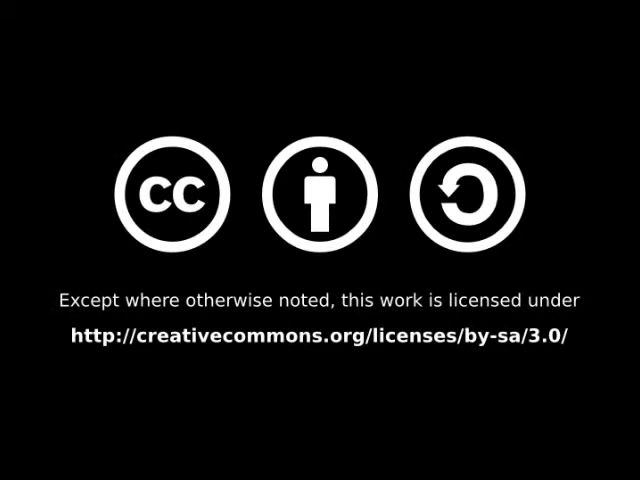 cc
Except where otherwise noted, this work is licensed under
http://creativecommons.org/licenses/by-sa/3.0/